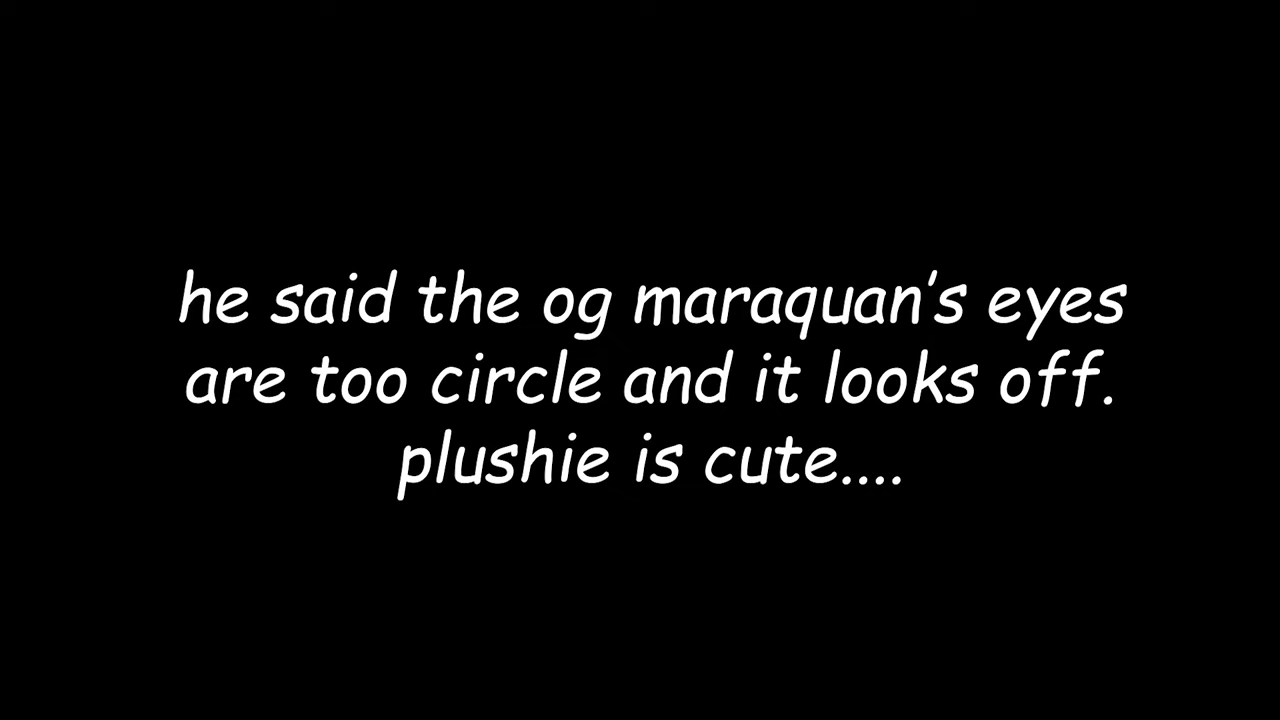 he said the og maraquan’s eyes
are too circle and it looks off.
plushie is cute....